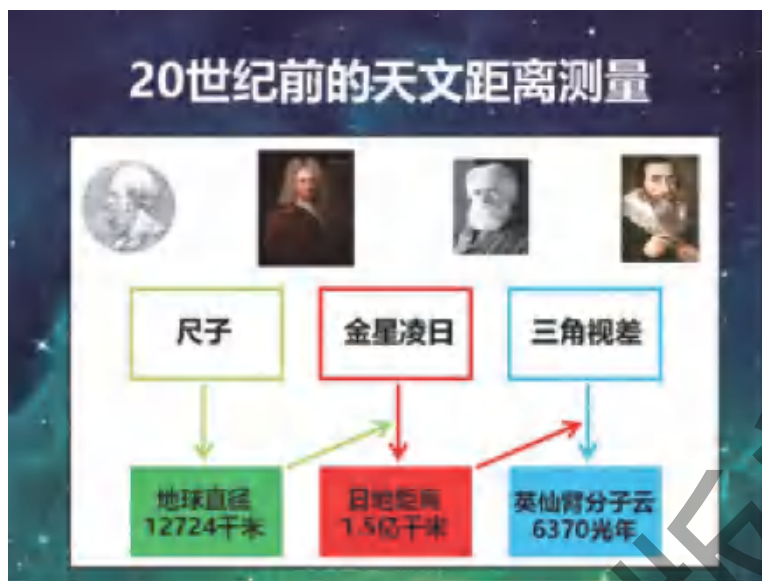 20世纪前的天文距离测量
尺子
金星凌日
三角视差
地球直径
12724千米
日地距离
1.5亿千米
英仙臂分子云
6370光年